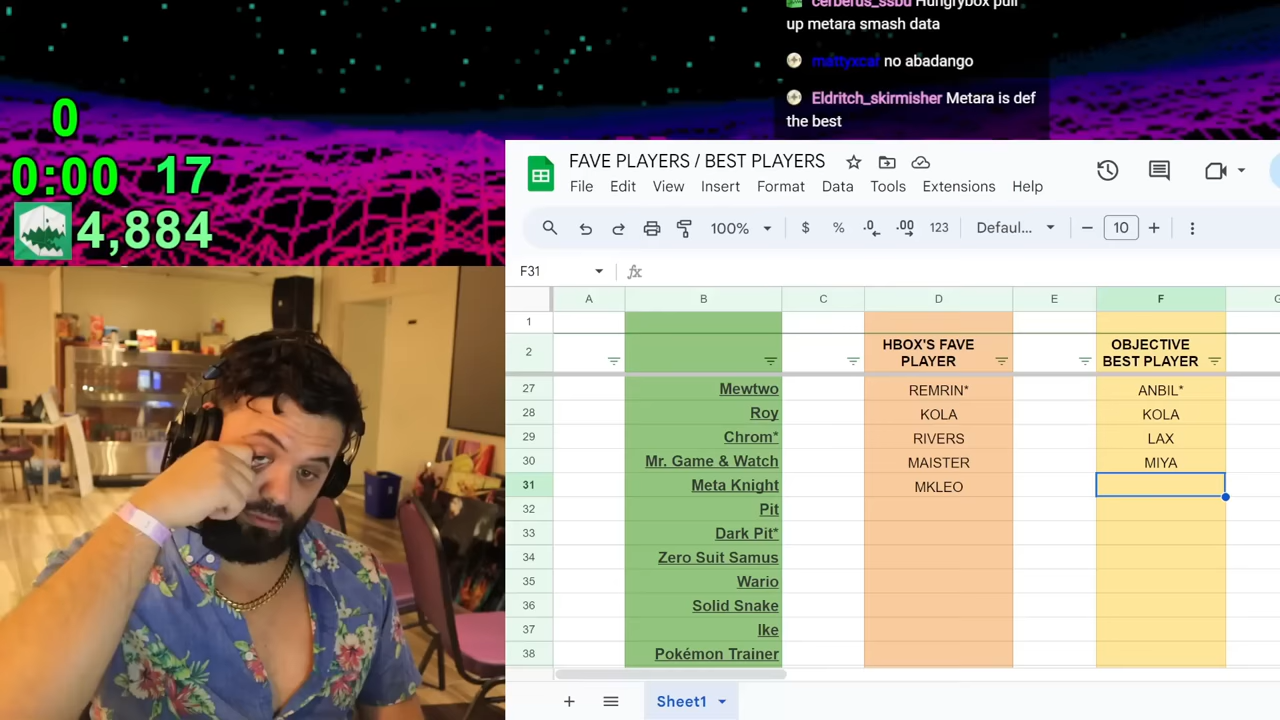 cerberus_ssbu Hungrybox pull
up metara smash data
mattyxcar no abadango
Eldritch_skirmisher Metara is def
the best
0
0:00 17
4,884
FAVE PLAYERS / BEST PLAYERS
File Edit View Insert Format Data Tools Extensions Help
100% $ % .0 .00 123 Defaul... 10
F31 fx
A B C D E F
1
2 HBOX'S FAVE PLAYER OBJECTIVE BEST PLAYER
27 Mewtwo REMRIN* ANBIL*
28 Roy KOLA KOLA
29 Chrom* RIVERS LAX
30 Mr. Game & Watch MAISTER MIYA
31 Meta Knight MKLEO
32 Pit
33 Dark Pit*
34 Zero Suit Samus
35 Wario
36 Solid Snake
37 Ike
38 Pokémon Trainer
Sheet1